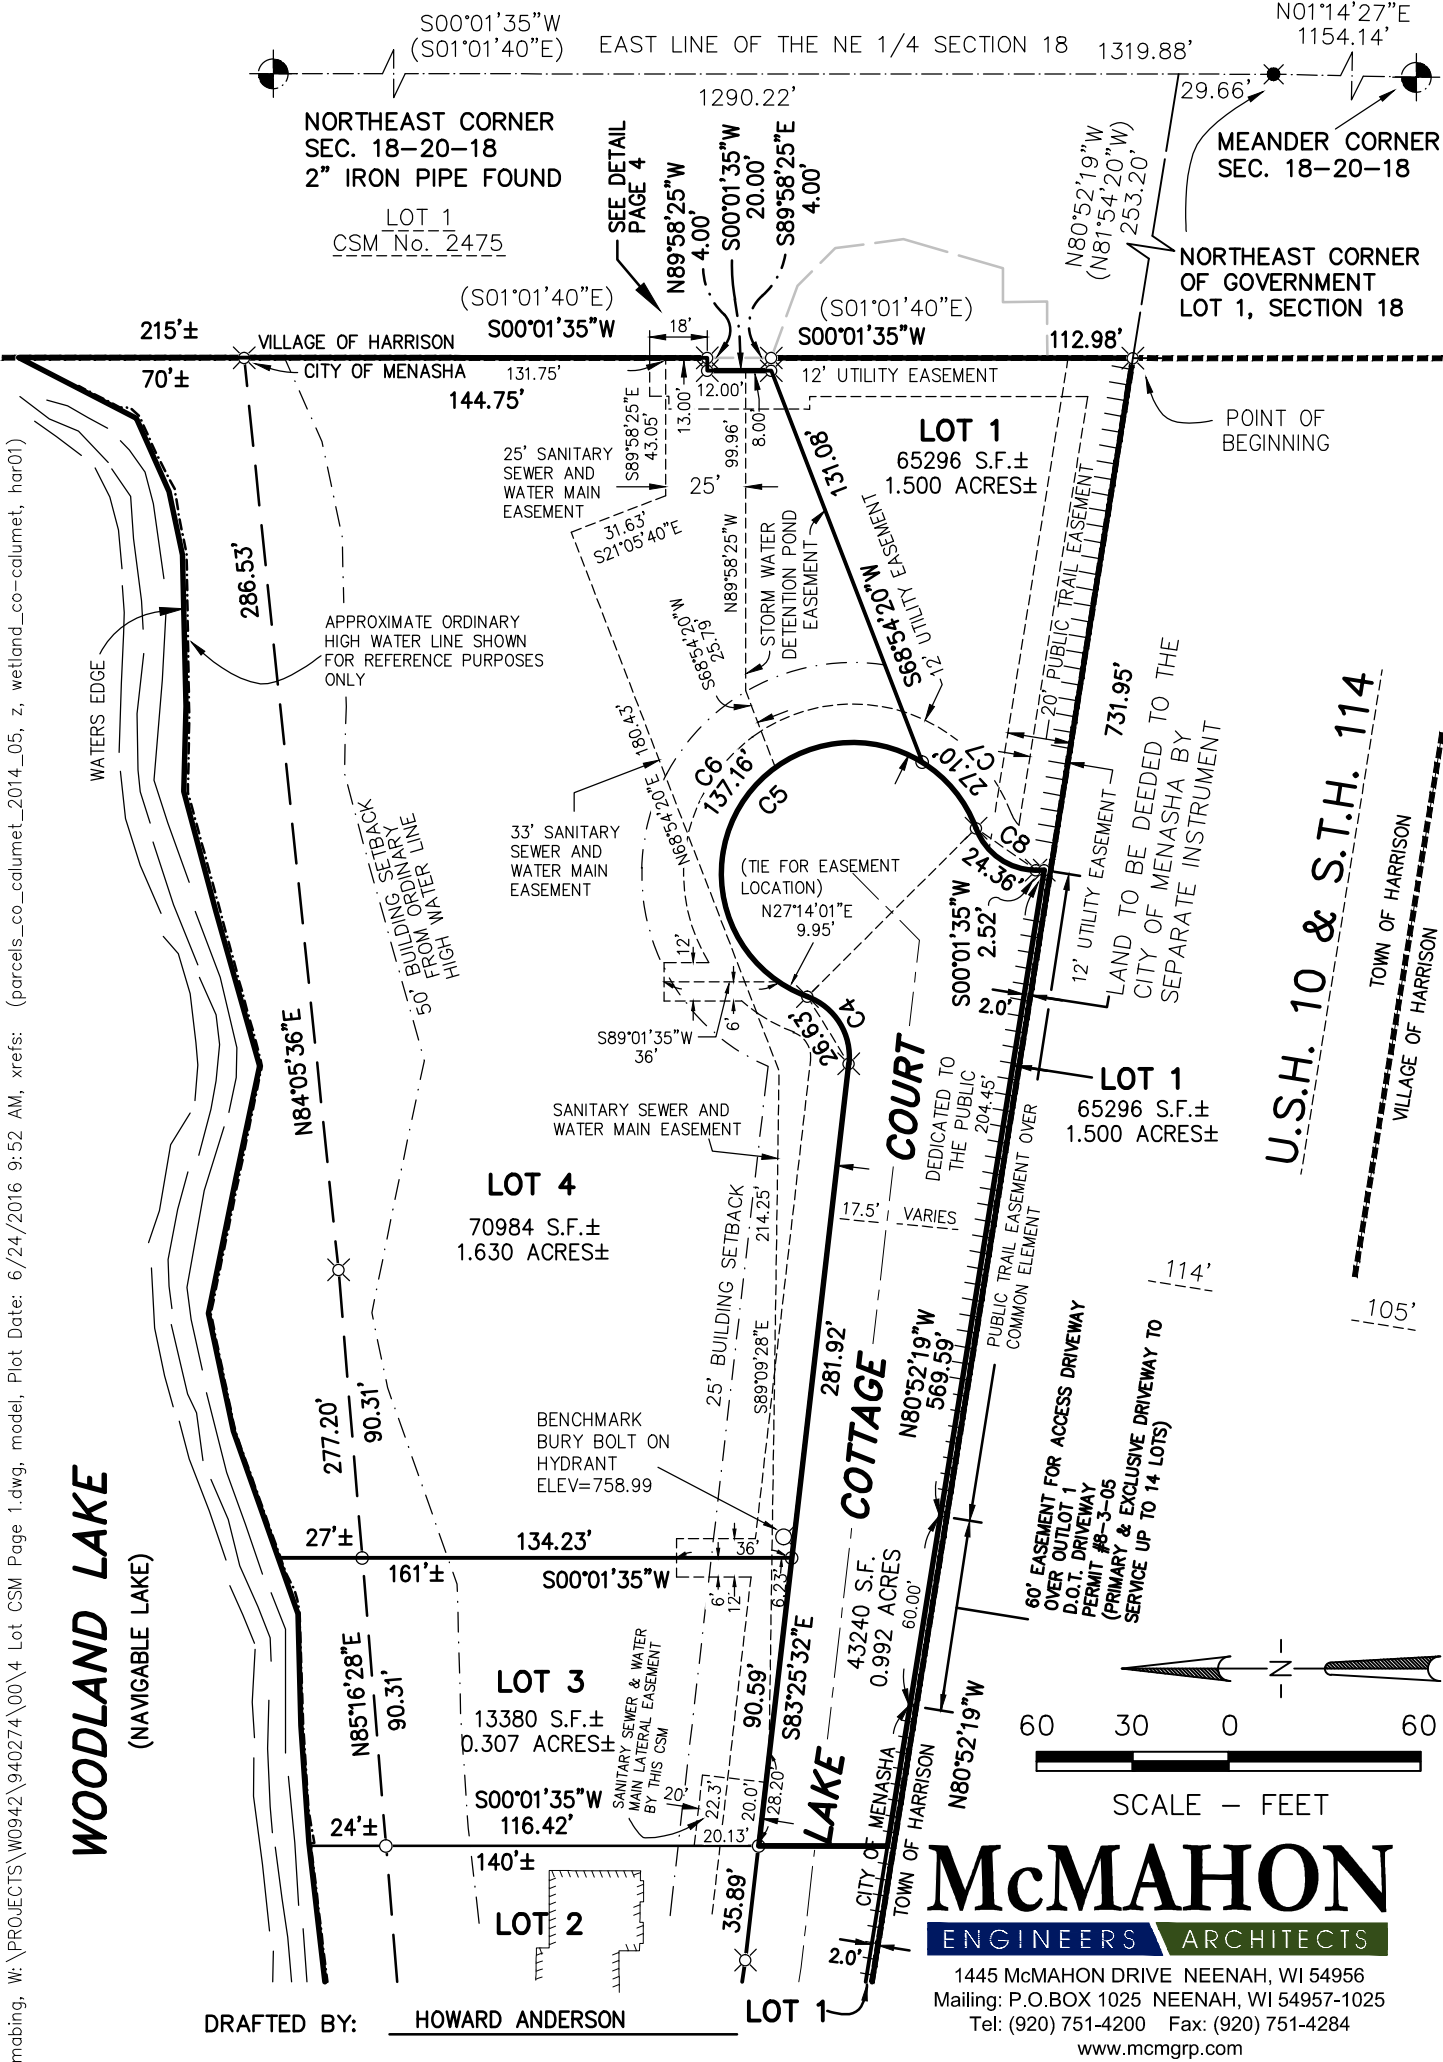 S00°01'35"W
(S01°01'40"E)
EAST LINE OF THE NE 1/4 SECTION 18
1319.88'
N01°14'27"E
1154.14'
1290.22'
29.66'
NORTHEAST CORNER
SEC. 18-20-18
2" IRON PIPE FOUND
MEANDER CORNER
SEC. 18-20-18
LOT 1
CSM No. 2475
SEE DETAIL
PAGE 4
N89°58'25"W
4.00'
S00°01'35"W
20.00'
S89°58'25"E
4.00'
N80°52'19"W
(N81°54'20"W)
253.20'
NORTHEAST CORNER
OF GOVERNMENT
LOT 1, SECTION 18
(S01°01'40"E)
S00°01'35"W
18'
(S01°01'40"E)
S00°01'35"W
112.98'
215'±
VILLAGE OF HARRISON
70'±
CITY OF MENASHA
131.75'
144.75'
12.00'
12' UTILITY EASEMENT
S89°58'25"E
43.05'
13.00'
99.96'
8.00'
POINT OF
BEGINNING
LOT 1
65296 S.F.±
1.500 ACRES±
25' SANITARY
SEWER AND
WATER MAIN
EASEMENT
25'
31.63'
S21°05'40"E
131.08'
S68°54'20"W
12' UTILITY EASEMENT
N89°58'25"W
STORM WATER
DETENTION POND
EASEMENT
20' PUBLIC TRAIL EASEMENT
S68°54'20"W
25.79'
286.53'
APPROXIMATE ORDINARY
HIGH WATER LINE SHOWN
FOR REFERENCE PURPOSES
ONLY
WATERS EDGE
731.95'
LAND TO BE DEEDED TO THE
CITY OF MENASHA BY
SEPARATE INSTRUMENT
U.S.H. 10 & S.T.H. 114
TOWN OF HARRISON
VILLAGE OF HARRISON
N68°54'20"E 180.43'
C6
137.16'
C5
C7
27.10'
C8
24.36'
12' UTILITY EASEMENT
50' BUILDING SETBACK
FROM ORDINARY
HIGH WATER LINE
33' SANITARY
SEWER AND
WATER MAIN
EASEMENT
(TIE FOR EASEMENT
LOCATION)
N27°14'01"E
9.95'
S00°01'35"W
2.52'
2.0'
12'
6'
S89°01'35"W
36'
C4
26.63'
N84°05'36"E
COURT
DEDICATED TO
THE PUBLIC
204.45'
LOT 1
65296 S.F.±
1.500 ACRES±
SANITARY SEWER AND
WATER MAIN EASEMENT
LOT 4
70984 S.F.±
1.630 ACRES±
25' BUILDING SETBACK
214.25'
S89°09'28"E
17.5'
VARIES
PUBLIC TRAIL EASEMENT OVER
COMMON ELEMENT
114'
105'
281.92'
COTTAGE
N80°52'19"W
569.59'
277.20'
90.31'
BENCHMARK
BURY BOLT ON
HYDRANT
ELEV=758.99
60' EASEMENT FOR ACCESS DRIVEWAY
OVER OUTLOT 1
D.O.T. DRIVEWAY
PERMIT #8-3-05
(PRIMARY & EXCLUSIVE DRIVEWAY TO
SERVICE UP TO 14 LOTS)
WOODLAND LAKE
(NAVIGABLE LAKE)
27'±
134.23'
36'
161'±
S00°01'35"W
6'
12'
6.23'
43240 S.F.
0.992 ACRES
60.00'
S83°25'32"E
90.59'
N85°16'28"E
90.31'
LOT 3
13380 S.F.±
0.307 ACRES±
SANITARY SEWER & WATER
MAIN LATERAL EASEMENT
BY THIS CSM
20'
22.3'
20.0'
28.20'
LAKE
N
N80°52'19"W
60 30 0 60
SCALE - FEET
S00°01'35"W
116.42'
24'±
20.13'
140'±
CITY OF MENASHA
TOWN OF HARRISON
LOT 2
35.89'
2.0'
LOT 1
McMAHON
ENGINEERS ARCHITECTS
1445 McMAHON DRIVE NEENAH, WI 54956
Mailing: P.O.BOX 1025 NEENAH, WI 54957-1025
Tel: (920) 751-4200 Fax: (920) 751-4284
www.mcmgrp.com
DRAFTED BY: HOWARD ANDERSON
mabing, W:\PROJECTS\W0942\940274\00\4 Lot CSM Page 1.dwg, model, Plot Date: 6/24/2016 9:52 AM, xrefs: (parcels_co_calumet_2014_05, z, wetland_co-calumet, har01)